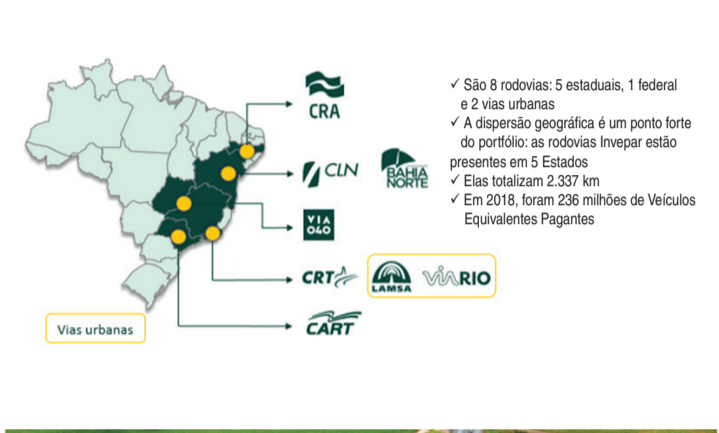 CRA
CLN
BAHIA
NORTE
VIA
040
CRT
LAMSA
VIARIO
CART
Vias urbanas
✓ São 8 rodovias: 5 estaduais, 1 federal
e 2 vias urbanas
✓ A dispersão geográfica é um ponto forte
do portfólio: as rodovias Invepar estão
presentes em 5 Estados
✓ Elas totalizam 2.337 km
✓ Em 2018, foram 236 milhões de Veículos
Equivalentes Pagantes